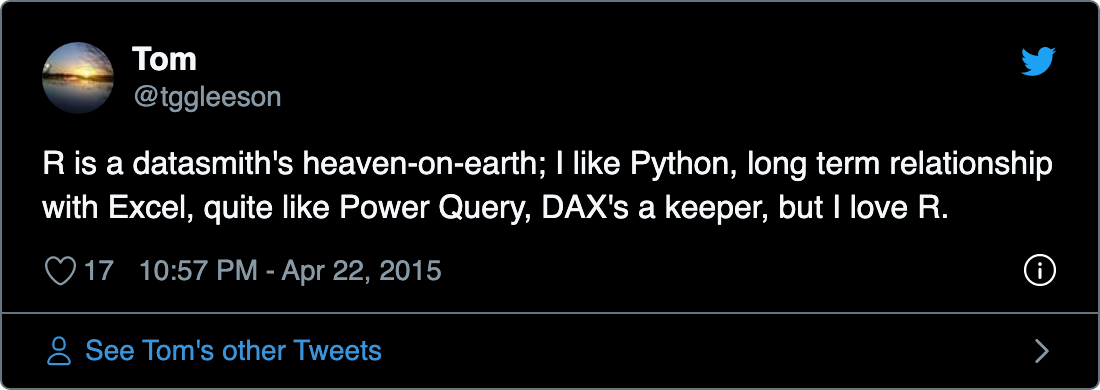 Tom
@tggleeson
R is a datasmith's heaven-on-earth; I like Python, long term relationship
with Excel, quite like Power Query, DAX's a keeper, but I love R.
17 10:57 PM - Apr 22, 2015
See Tom's other Tweets